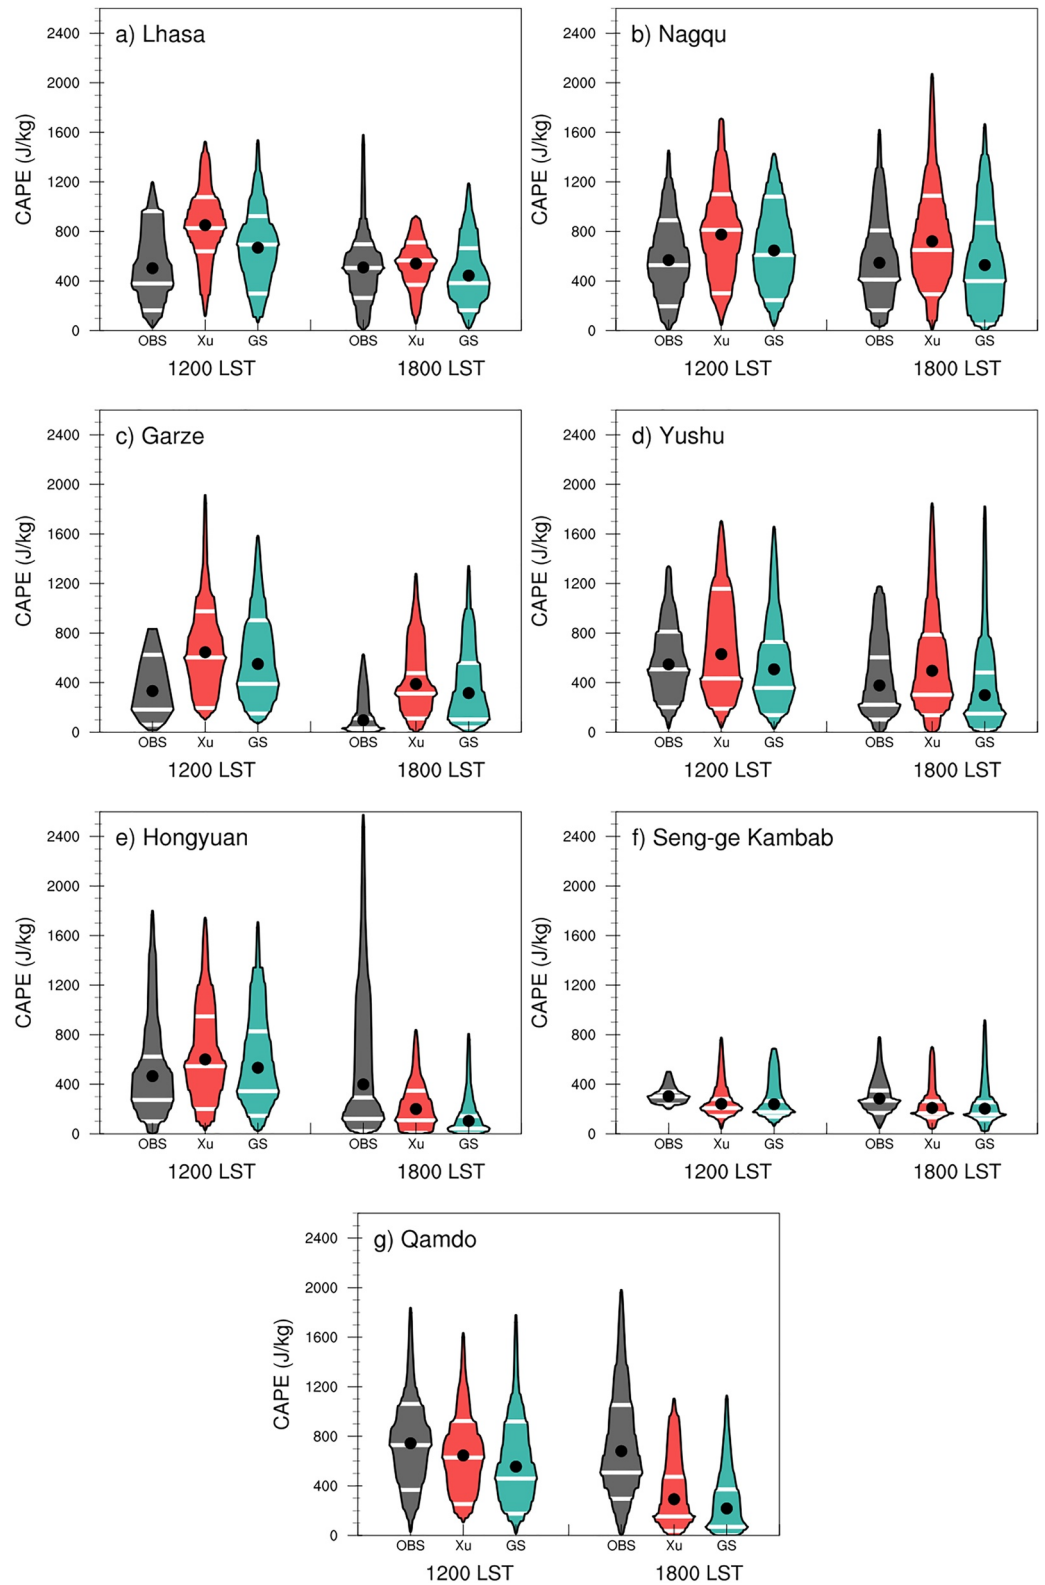 a) Lhasa
CAPE (J/kg)
2400
2000
1600
1200
800
400
0
OBS Xu GS OBS Xu GS
1200 LST 1800 LST
b) Nagqu
CAPE (J/kg)
2400
2000
1600
1200
800
400
0
OBS Xu GS OBS Xu GS
1200 LST 1800 LST
c) Garze
CAPE (J/kg)
2400
2000
1600
1200
800
400
0
OBS Xu GS OBS Xu GS
1200 LST 1800 LST
d) Yushu
CAPE (J/kg)
2400
2000
1600
1200
800
400
0
OBS Xu GS OBS Xu GS
1200 LST 1800 LST
e) Hongyuan
CAPE (J/kg)
2400
2000
1600
1200
800
400
0
OBS Xu GS OBS Xu GS
1200 LST 1800 LST
f) Seng-ge Kambab
CAPE (J/kg)
2400
2000
1600
1200
800
400
0
OBS Xu GS OBS Xu GS
1200 LST 1800 LST
g) Qamdo
CAPE (J/kg)
2400
2000
1600
1200
800
400
0
OBS Xu GS OBS Xu GS
1200 LST 1800 LST